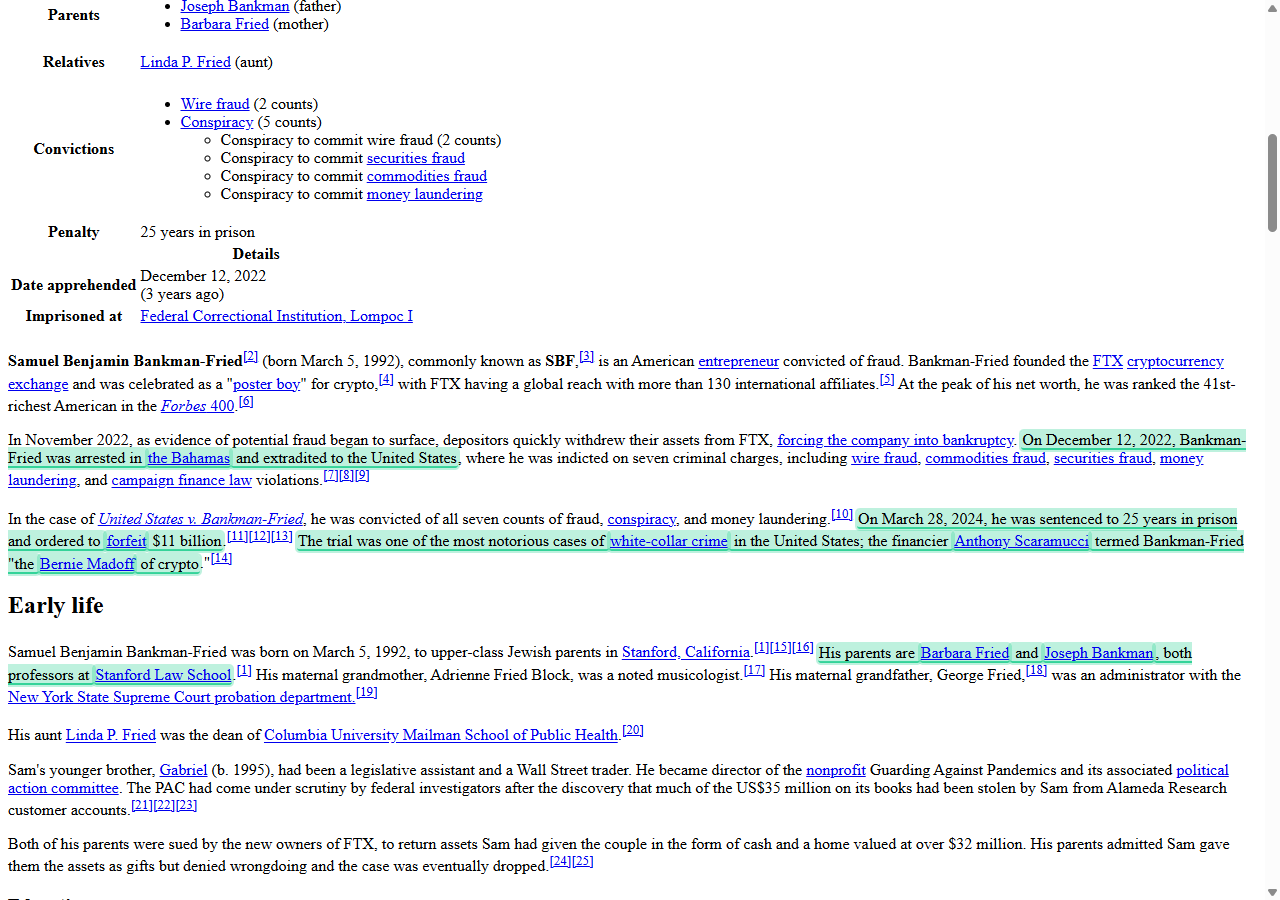 Parents
Joseph Bankman (father)
Barbara Fried (mother)
Relatives
Linda P. Fried (aunt)
Convictions
Wire fraud (2 counts)
Conspiracy (5 counts)
Conspiracy to commit wire fraud (2 counts)
Conspiracy to commit securities fraud
Conspiracy to commit commodities fraud
Conspiracy to commit money laundering
Penalty
25 years in prison
Details
Date apprehended
December 12, 2022
(3 years ago)
Imprisoned at
Federal Correctional Institution, Lompoc I
Samuel Benjamin Bankman-Fried[2] (born March 5, 1992), commonly known as SBF,[3] is an American entrepreneur convicted of fraud. Bankman-Fried founded the FTX cryptocurrency
exchange and was celebrated as a "poster boy" for crypto,[4] with FTX having a global reach with more than 130 international affiliates.[5] At the peak of his net worth, he was ranked the 41st-
richest American in the Forbes 400.[6]
In November 2022, as evidence of potential fraud began to surface, depositors quickly withdrew their assets from FTX, forcing the company into bankruptcy. On December 12, 2022, Bankman-
Fried was arrested in the Bahamas and extradited to the United States, where he was indicted on seven criminal charges, including wire fraud, commodities fraud, securities fraud, money
laundering, and campaign finance law violations.[7][8][9]
In the case of United States v. Bankman-Fried, he was convicted of all seven counts of fraud, conspiracy, and money laundering.[10] On March 28, 2024, he was sentenced to 25 years in prison
and ordered to forfeit $11 billion.[11][12][13] The trial was one of the most notorious cases of white-collar crime in the United States; the financier Anthony Scaramucci termed Bankman-Fried
"the Bernie Madoff of crypto."[14]
Early life
Samuel Benjamin Bankman-Fried was born on March 5, 1992, to upper-class Jewish parents in Stanford, California.[1][15][16] His parents are Barbara Fried and Joseph Bankman, both
professors at Stanford Law School.[1] His maternal grandmother, Adrienne Fried Block, was a noted musicologist.[17] His maternal grandfather, George Fried,[18] was an administrator with the
New York State Supreme Court probation department.[19]
His aunt Linda P. Fried was the dean of Columbia University Mailman School of Public Health.[20]
Sam's younger brother, Gabriel (b. 1995), had been a legislative assistant and a Wall Street trader. He became director of the nonprofit Guarding Against Pandemics and its associated political
action committee. The PAC had come under scrutiny by federal investigators after the discovery that much of the US$35 million on its books had been stolen by Sam from Alameda Research
customer accounts.[21][22][23]
Both of his parents were sued by the new owners of FTX, to return assets Sam had given the couple in the form of cash and a home valued at over $32 million. His parents admitted Sam gave
them the assets as gifts but denied wrongdoing and the case was eventually dropped.[24][25]